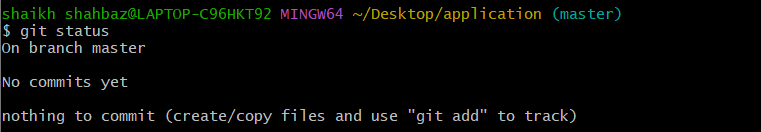 shaikh shahbaz@LAPTOP-C96HKT92 MINGW64 ~/Desktop/application (master)
$ git status
On branch master
No commits yet
nothing to commit (create/copy files and use "git add" to track)